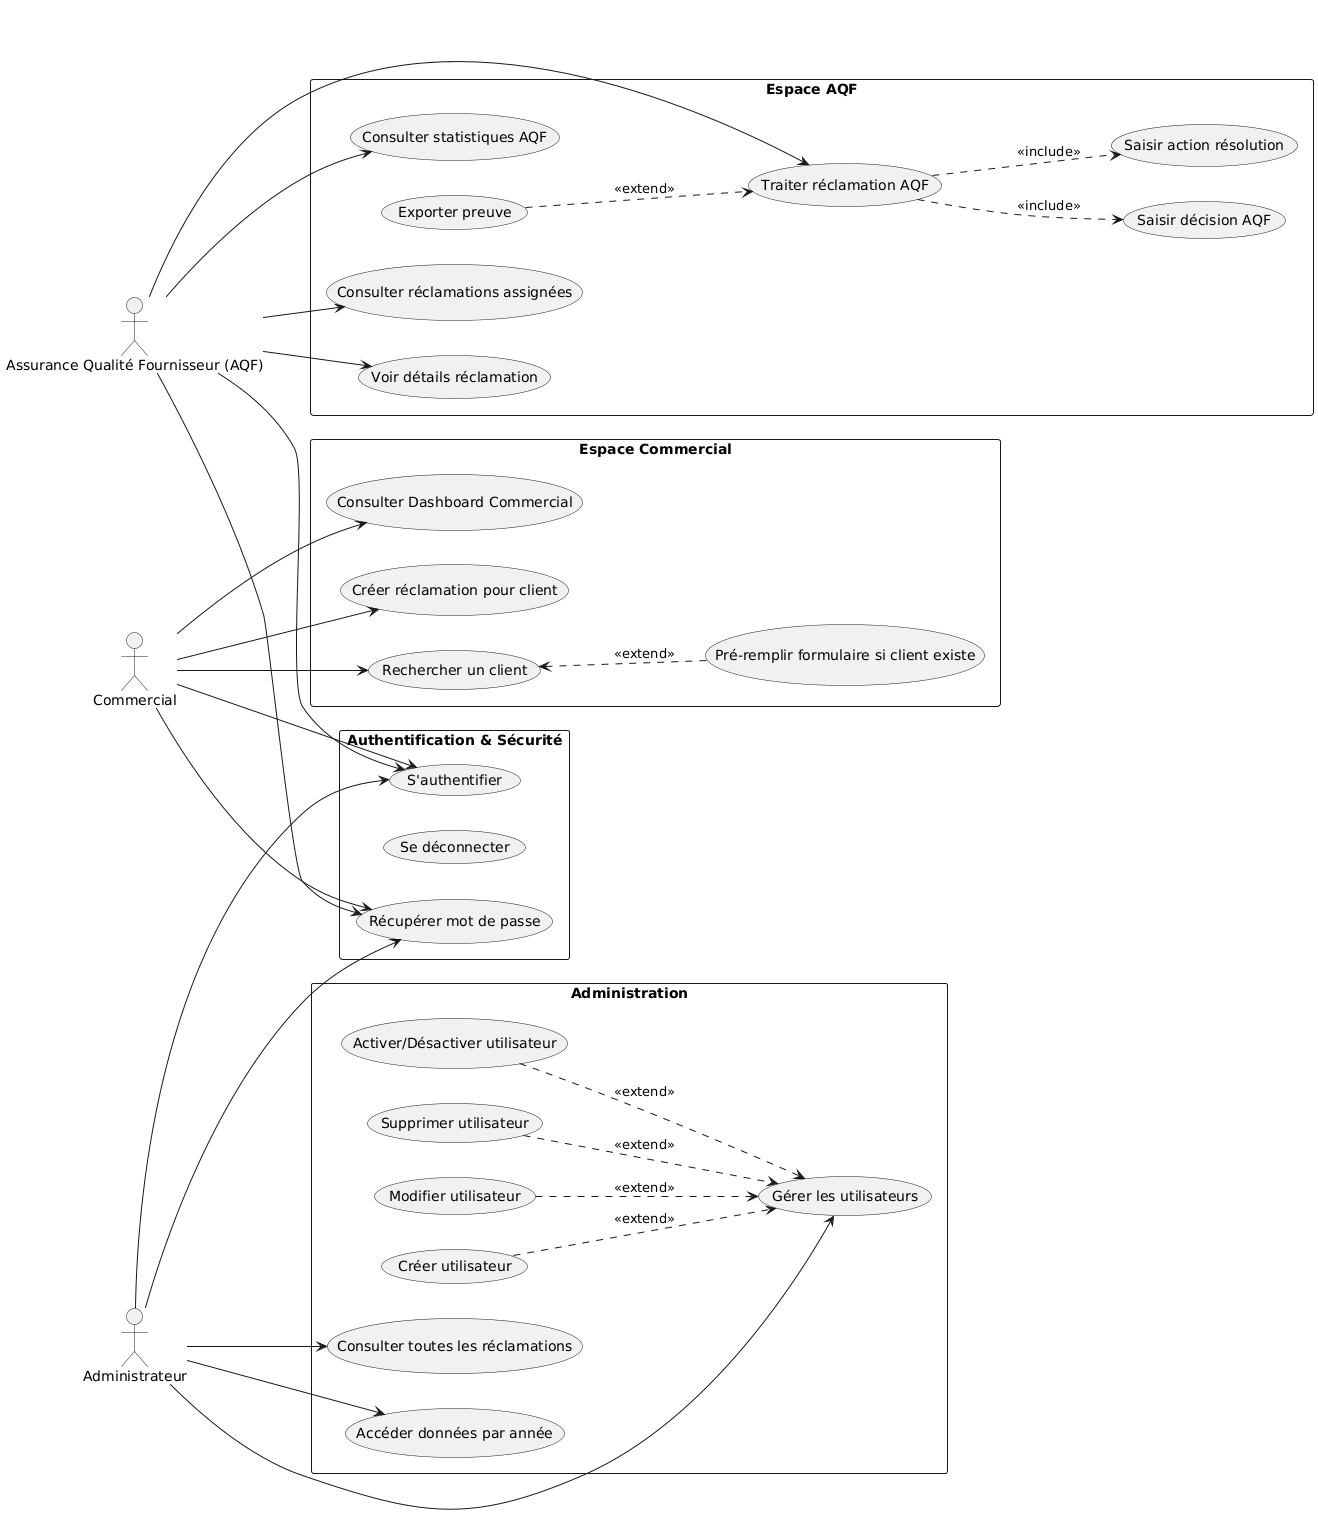 Espace AQF
Consulter statistiques AQF
Saisir action résolution
«include»
Traiter réclamation AQF
«extend»
Exporter preuve
«include»
Saisir décision AQF
Consulter réclamations assignées
Assurance Qualité Fournisseur (AQF)
Voir détails réclamation
Espace Commercial
Consulter Dashboard Commercial
Créer réclamation pour client
«extend»
Pré-remplir formulaire si client existe
Rechercher un client
Commercial
Authentification & Sécurité
S'authentifier
Se déconnecter
Récupérer mot de passe
Administration
Activer/Désactiver utilisateur
«extend»
Supprimer utilisateur
«extend»
Modifier utilisateur
«extend»
Gérer les utilisateurs
«extend»
Créer utilisateur
Consulter toutes les réclamations
Administrateur
Accéder données par année